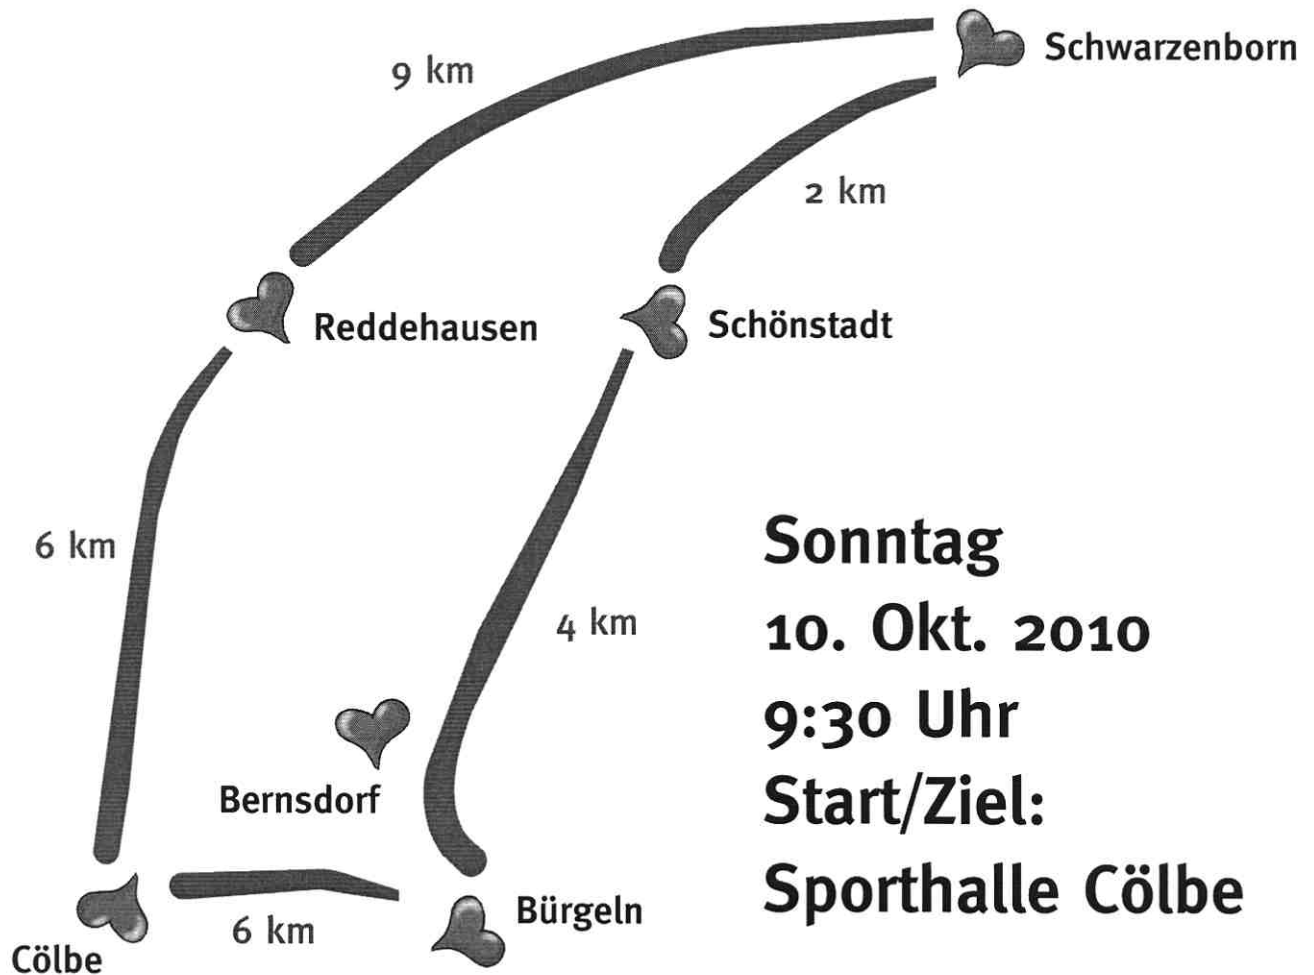 Schwarzenborn
9 km
2 km
Reddehausen
Schönstadt
6 km
4 km
Bernsdorf
6 km
Bürgeln
Cölbe
Sonntag
10. Okt. 2010
9:30 Uhr
Start/Ziel:
Sporthalle Cölbe